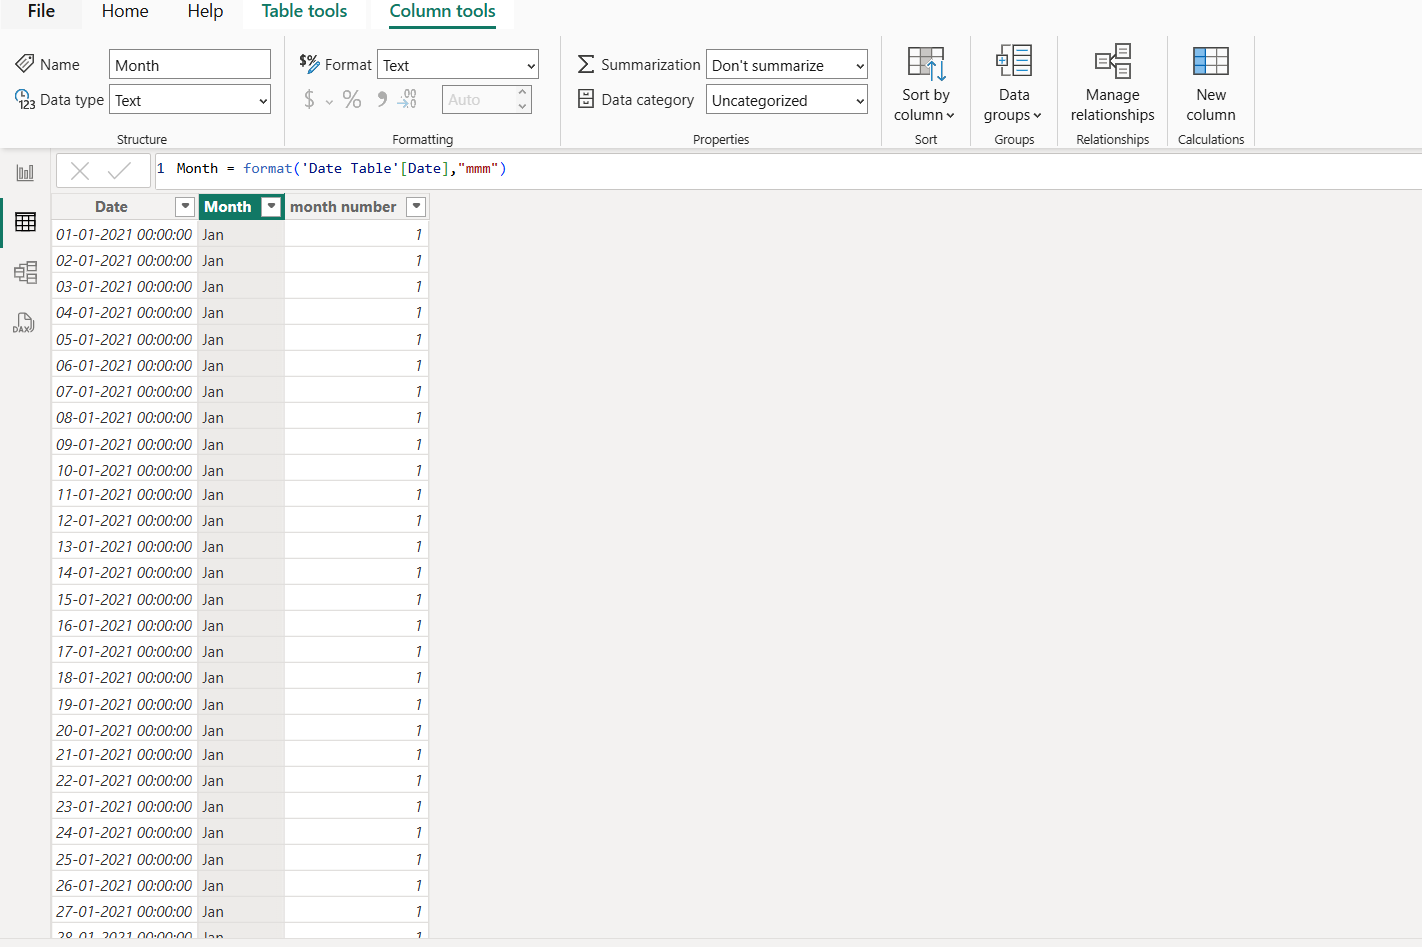 File Home Help Table tools Column tools
Name Month $% Format Text Summarization Don't summarize Sort by column Data groups Manage relationships New column
Data type Text $ % Auto Data category Uncategorized
Structure Formatting Properties Sort Groups Relationships Calculations
1 Month = format('Date Table'[Date],"mmm")
Date Month month number
01-01-2021 00:00:00 Jan 1
02-01-2021 00:00:00 Jan 1
03-01-2021 00:00:00 Jan 1
04-01-2021 00:00:00 Jan 1
05-01-2021 00:00:00 Jan 1
06-01-2021 00:00:00 Jan 1
07-01-2021 00:00:00 Jan 1
08-01-2021 00:00:00 Jan 1
09-01-2021 00:00:00 Jan 1
10-01-2021 00:00:00 Jan 1
11-01-2021 00:00:00 Jan 1
12-01-2021 00:00:00 Jan 1
13-01-2021 00:00:00 Jan 1
14-01-2021 00:00:00 Jan 1
15-01-2021 00:00:00 Jan 1
16-01-2021 00:00:00 Jan 1
17-01-2021 00:00:00 Jan 1
18-01-2021 00:00:00 Jan 1
19-01-2021 00:00:00 Jan 1
20-01-2021 00:00:00 Jan 1
21-01-2021 00:00:00 Jan 1
22-01-2021 00:00:00 Jan 1
23-01-2021 00:00:00 Jan 1
24-01-2021 00:00:00 Jan 1
25-01-2021 00:00:00 Jan 1
26-01-2021 00:00:00 Jan 1
27-01-2021 00:00:00 Jan 1
28-01-2021 00:00:00 Jan 1
DAX